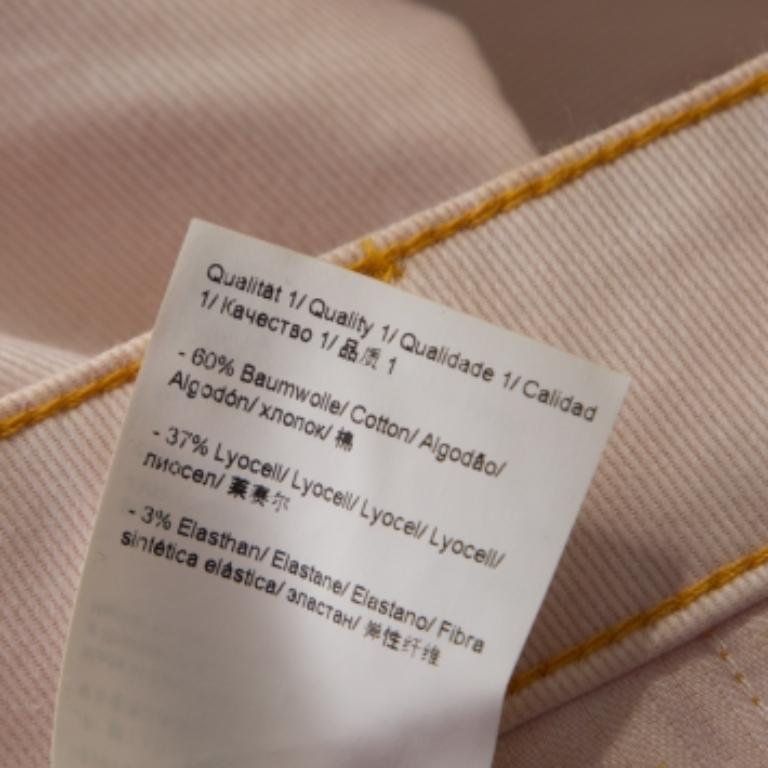 Qualität 1/ Quality 1/ Qualidade 1/ Calidad
1/ Качество 1/ 品质 1
- 60% Baumwolle/ Cotton/ Algodão/
Algodón/ хлопок/ 棉
- 37% Lyocell/ Lyocell/ Lyocel/ Lyocell/
лиосел/ 莱赛尔
- 3% Elasthan/ Elastane/ Elastano/ Fibra
sintética elástica/ эластан/ 弹性纤维